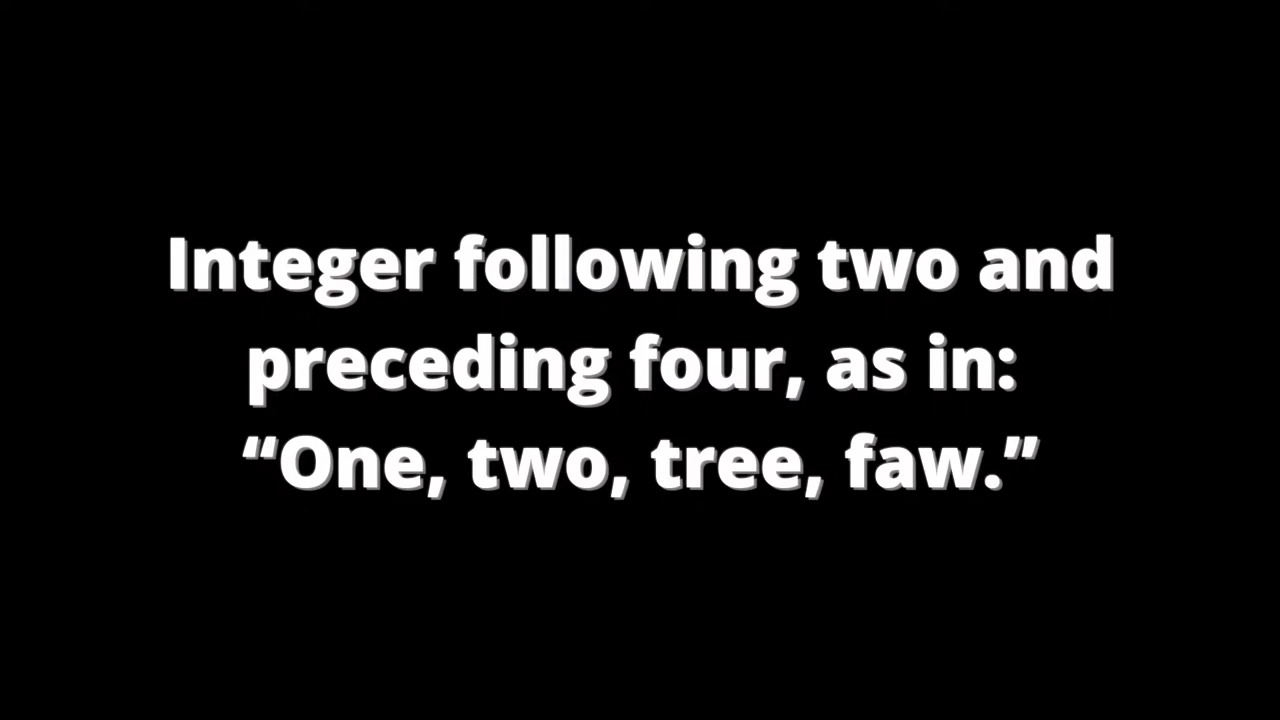 Integer following two and
preceding four, as in:
“One, two, tree, faw.”